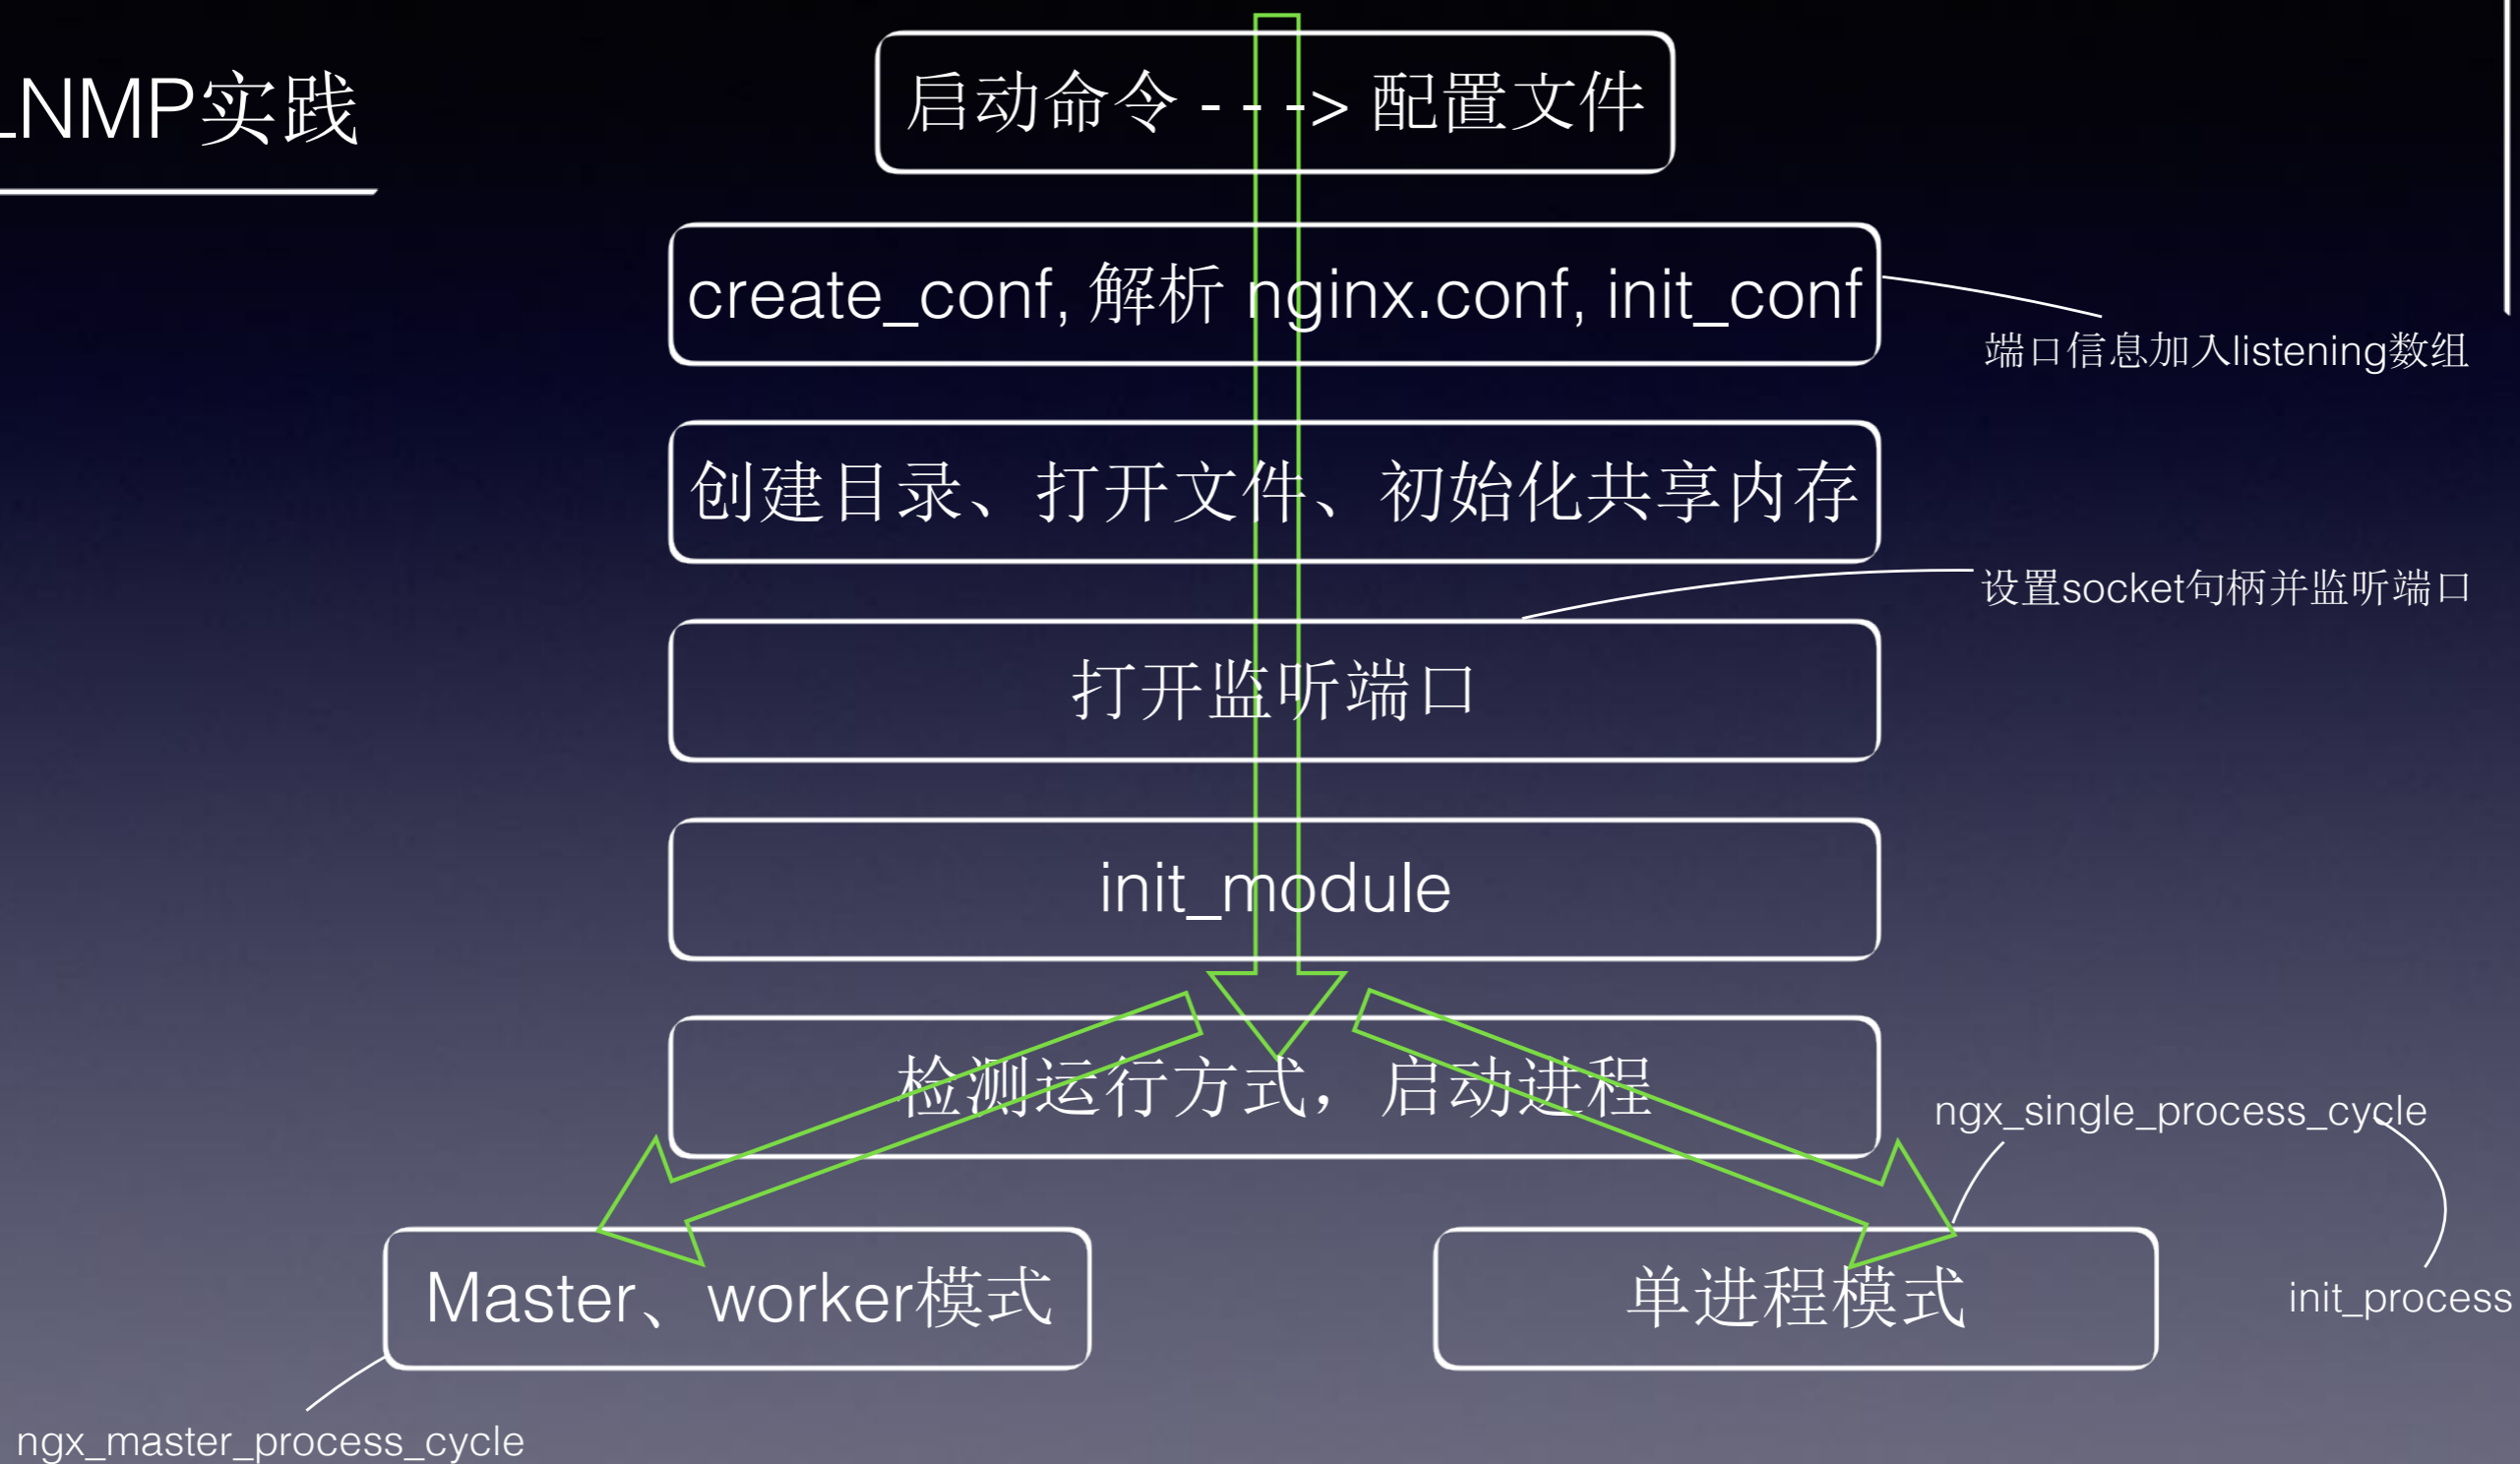 LNMP实践
启动命令 - - -> 配置文件
create_conf, 解析 nginx.conf, init_conf
端口信息加入listening数组
创建目录、打开文件、初始化共享内存
设置socket句柄并监听端口
打开监听端口
init_module
检测运行方式，启动进程
ngx_single_process_cycle
Master、worker模式
单进程模式
init_process
ngx_master_process_cycle